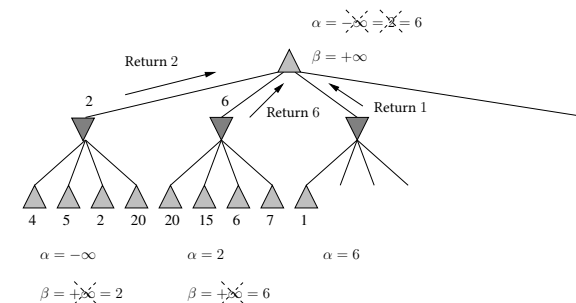 α = −∞ = 2 = 6
β = +∞
Return 2
Return 6
Return 1
2
6
4 5 2 20 20 15 6 7 1
α = −∞
α = 2
α = 6
β = +∞ = 2
β = +∞ = 6